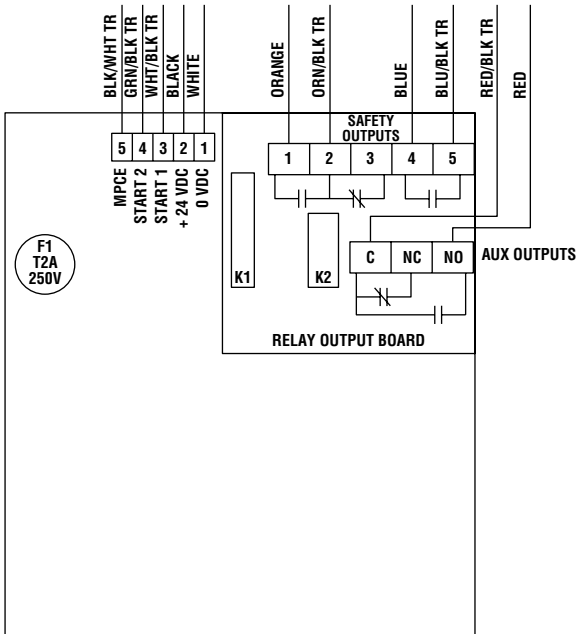 BLK/WHT TR
GRN/BLK TR
WHT/BLK TR
BLACK
WHITE
ORANGE
ORN/BLK TR
BLUE
BLU/BLK TR
RED/BLK TR
RED
SAFETY
OUTPUTS
5 4 3 2 1
1 2 3 4 5
MPCE
START 2
START 1
+ 24 VDC
0 VDC
F1
T2A
250V
K1
K2
C NC NO
AUX OUTPUTS
RELAY OUTPUT BOARD